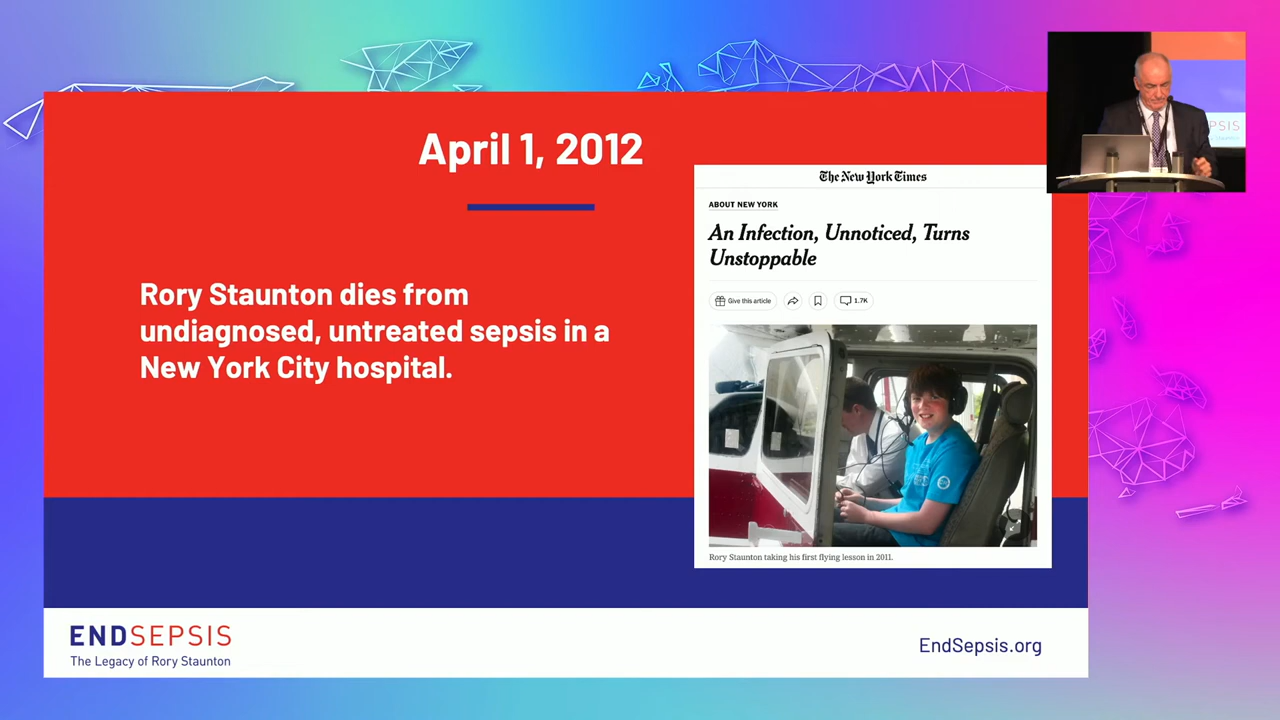 April 1, 2012
Rory Staunton dies from
undiagnosed, untreated sepsis in a
New York City hospital.
The New York Times
ABOUT NEW YORK
An Infection, Unnoticed, Turns
Unstoppable
Give this article
1.7K
Rory Staunton taking his first flying lesson in 2011.
ENDSEPSIS
The Legacy of Rory Staunton
EndSepsis.org
PSIS